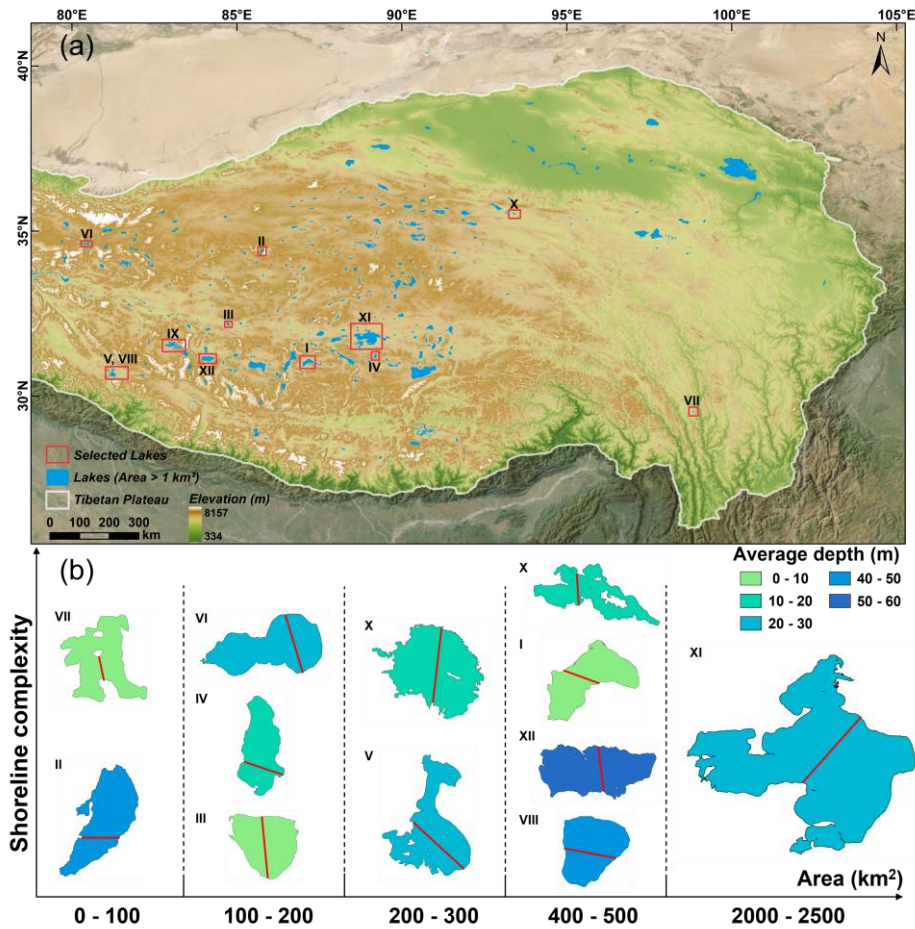 80°E 85°E 90°E 95°E 100°E 105°E
(a)
N
40°N
35°N
30°N
VI
II
X
III
IX
XI
XII
I
IV
V, VIII
VII
Selected Lakes
Lakes (Area > 1 km²)
Tibetan Plateau
Elevation (m)
8157
334
0 100 200 300
km
(b)
Average depth (m)
0 - 10
10 - 20
20 - 30
40 - 50
50 - 60
Shoreline complexity
VII
II
VI
IV
III
X
V
X
I
XII
VIII
XI
Area (km²)
0 - 100
100 - 200
200 - 300
400 - 500
2000 - 2500